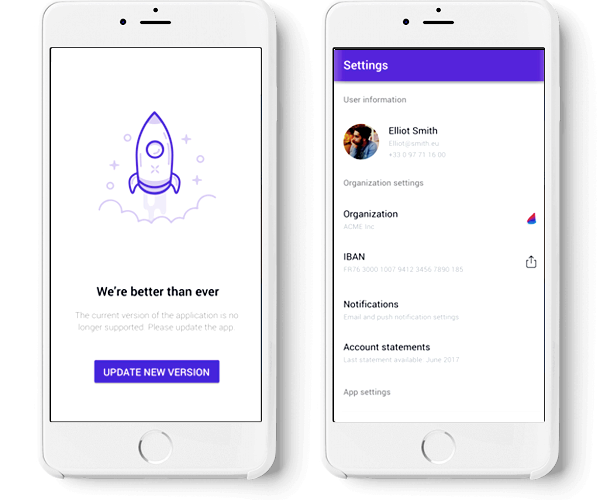 We're better than ever
The current version of the application is no
longer supported. Please update the app
UPDATE NEW VERSION
Settings
User information
Elliot Smith
Elliot@smith.eu
+33 0 97 71 16 00
Organization settings
Organization
ACME Inc
IBAN
FR76 3000 1007 9412 3456 7890 185
Notifications
Email and push notification settings
Account statements
Last statement available: June 2017
App settings